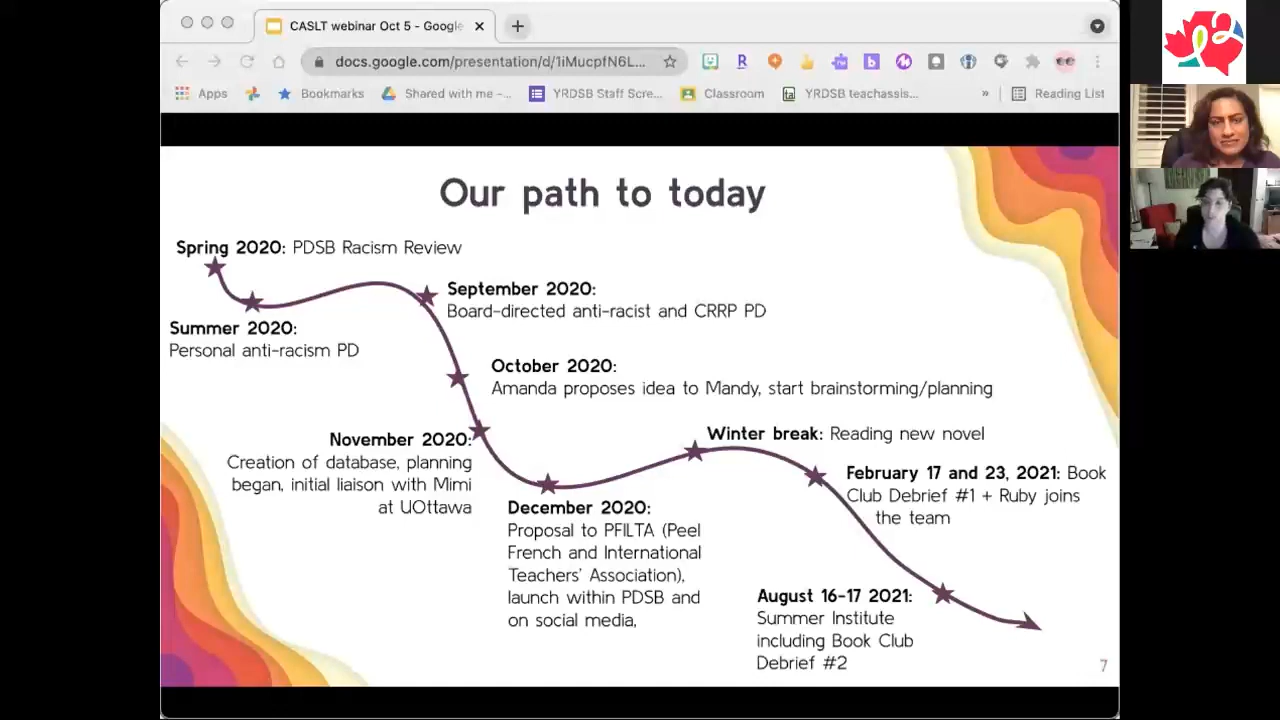 CASLT webinar Oct 5 - Google
docs.google.com/presentation/d/1iMucpfN6L...
Apps
Bookmarks
Shared with me -...
YRDSB Staff Scre...
Classroom
YRDSB teachassis...
»
Reading List
Our path to today
Spring 2020: PDSB Racism Review
September 2020:
Board-directed anti-racist and CRRP PD
Summer 2020:
Personal anti-racism PD
October 2020:
Amanda proposes idea to Mandy, start brainstorming/planning
November 2020:
Creation of database, planning
began, initial liaison with Mimi
at UOttawa
Winter break: Reading new novel
February 17 and 23, 2021: Book
Club Debrief #1 + Ruby joins
the team
December 2020:
Proposal to PFILTA (Peel
French and International
Teachers' Association),
launch within PDSB and
on social media,
August 16-17 2021:
Summer Institute
including Book Club
Debrief #2
7